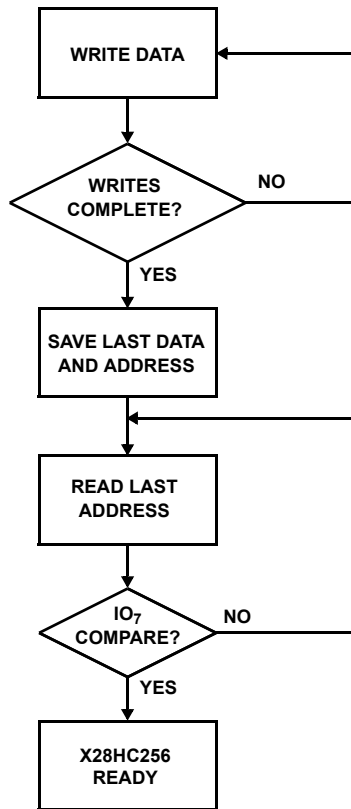 WRITE DATA
WRITES
COMPLETE?
NO
YES
SAVE LAST DATA
AND ADDRESS
READ LAST
ADDRESS
IO₇
COMPARE?
NO
YES
X28HC256
READY